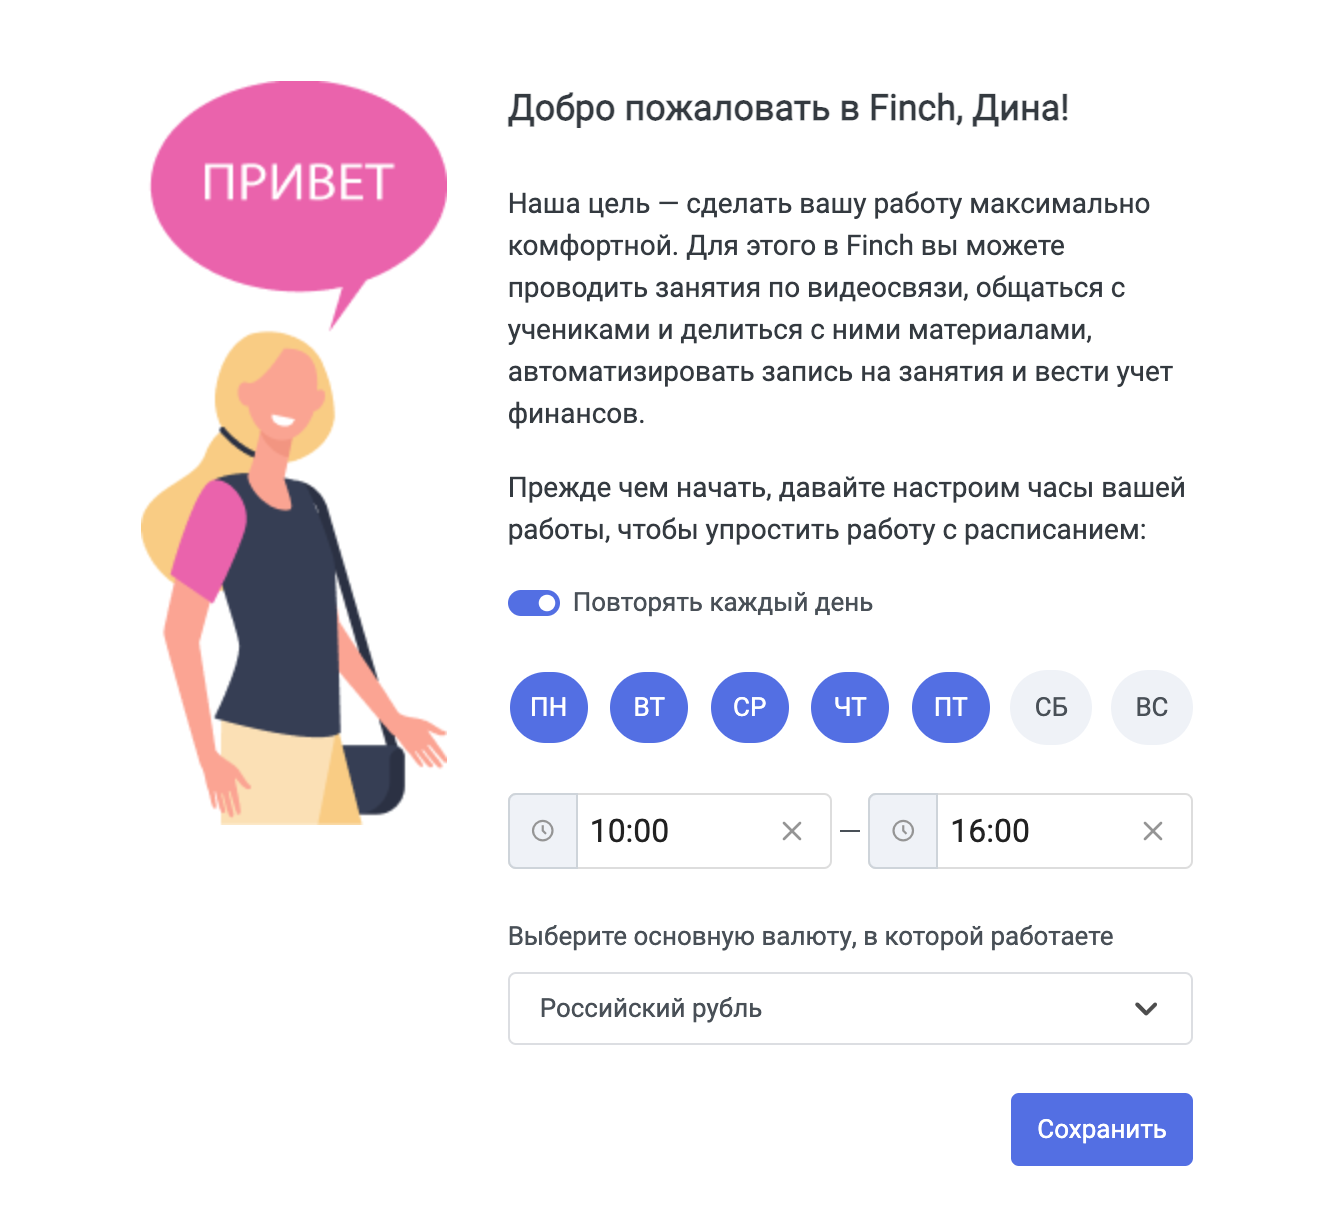 ПРИВЕТ
Добро пожаловать в Finch, Дина!
Наша цель — сделать вашу работу максимально
комфортной. Для этого в Finch вы можете
проводить занятия по видеосвязи, общаться с
учениками и делиться с ними материалами,
автоматизировать запись на занятия и вести учет
финансов.
Прежде чем начать, давайте настроим часы вашей
работы, чтобы упростить работу с расписанием:
Повторять каждый день
ПН ВТ СР ЧТ ПТ СБ ВС
10:00 — 16:00
Выберите основную валюту, в которой работаете
Российский рубль
Сохранить